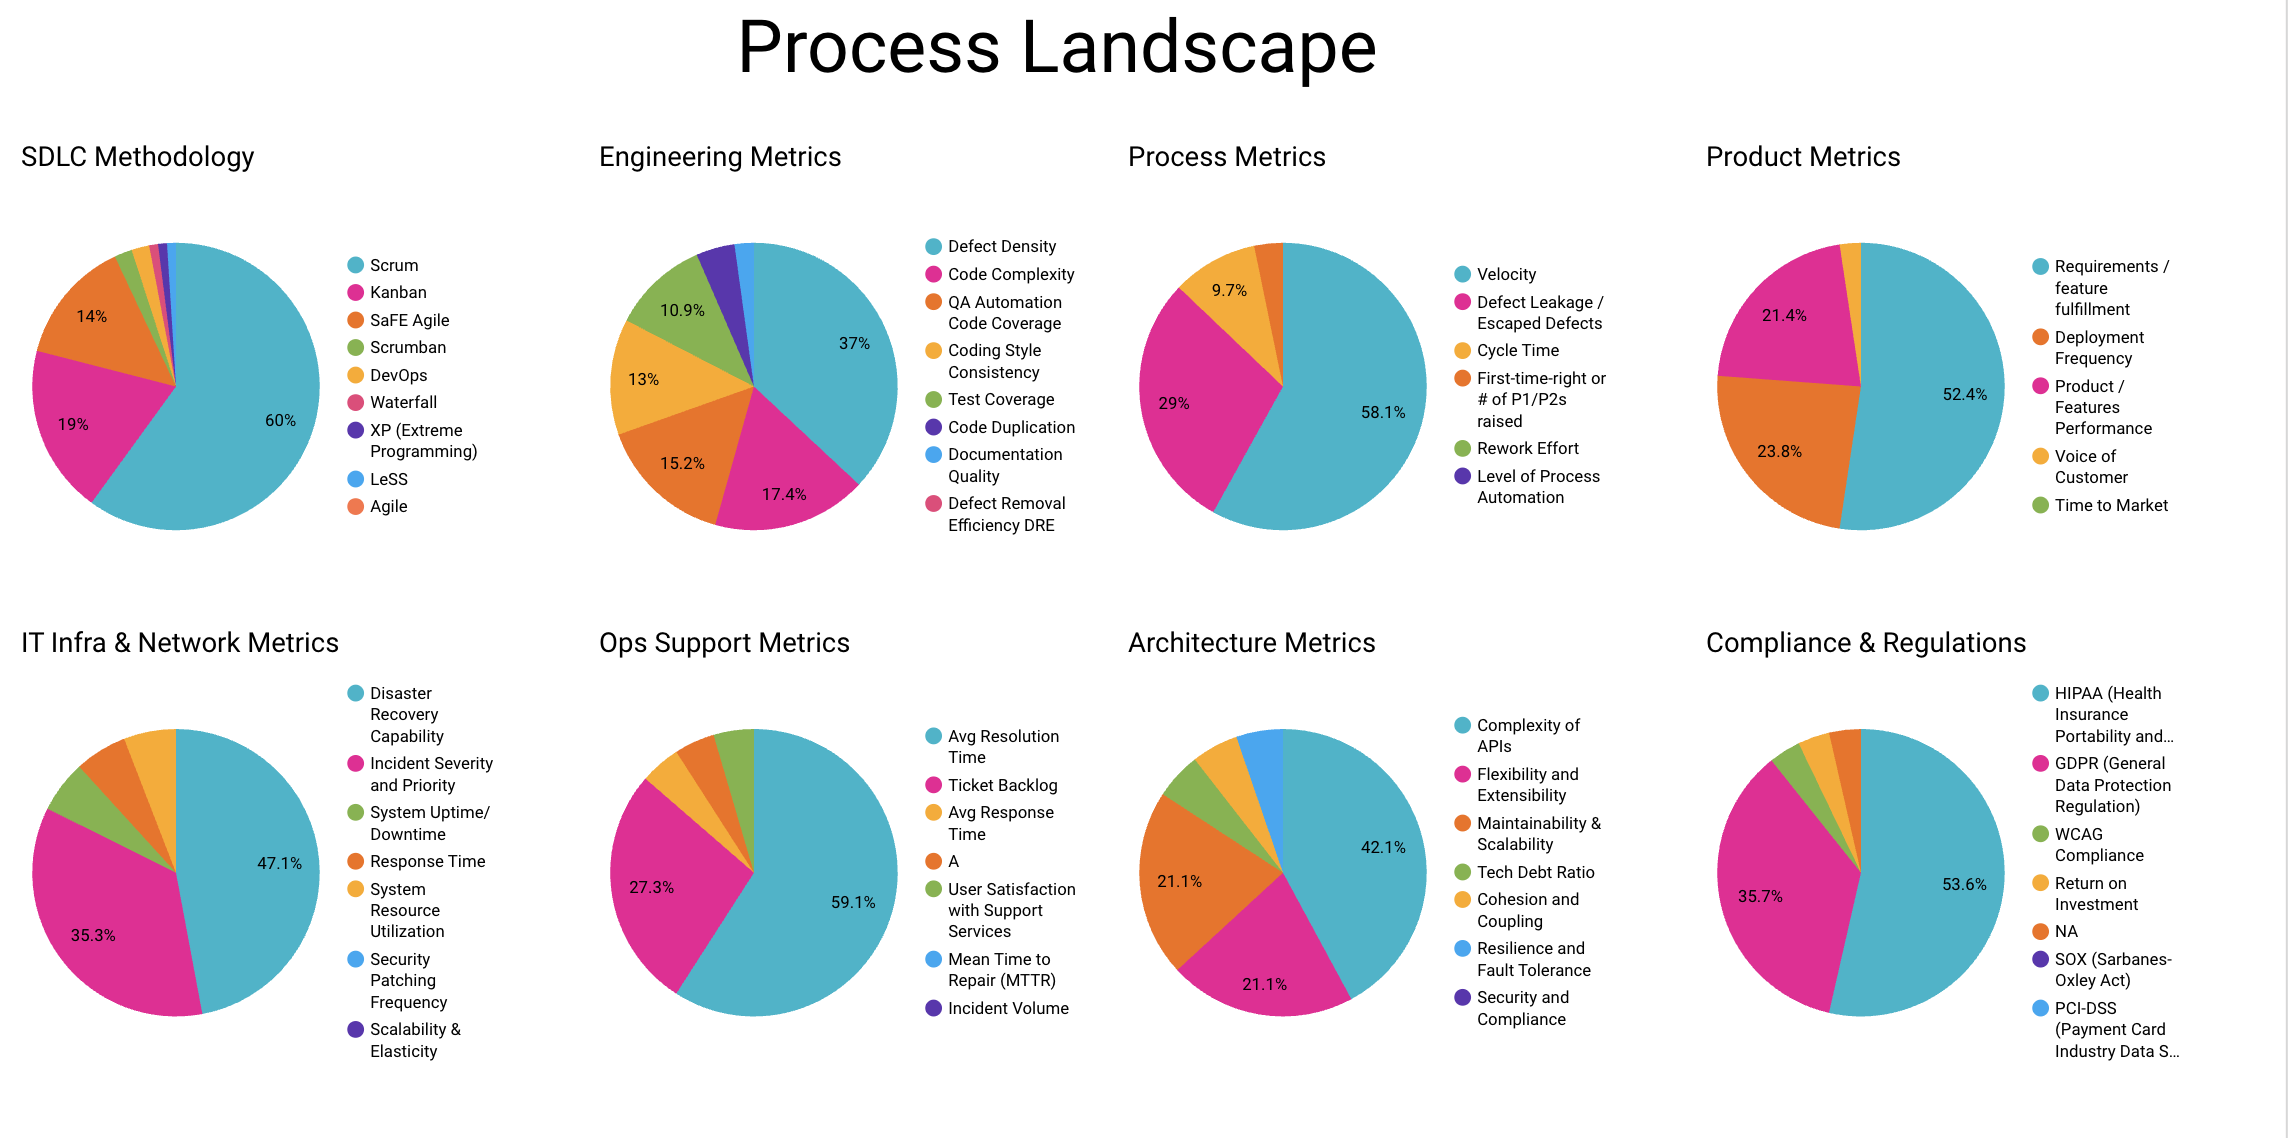 Process Landscape
SDLC Methodology
14%
19%
60%
Scrum
Kanban
SaFE Agile
Scrumban
DevOps
Waterfall
XP (Extreme
Programming)
LeSS
Agile
Engineering Metrics
10.9%
37%
13%
15.2%
17.4%
Defect Density
Code Complexity
QA Automation
Code Coverage
Coding Style
Consistency
Test Coverage
Code Duplication
Documentation
Quality
Defect Removal
Efficiency DRE
Process Metrics
9.7%
29%
58.1%
Velocity
Defect Leakage /
Escaped Defects
Cycle Time
First-time-right or
# of P1/P2s
raised
Rework Effort
Level of Process
Automation
Product Metrics
21.4%
52.4%
23.8%
Requirements /
feature
fulfillment
Deployment
Frequency
Product /
Features
Performance
Voice of
Customer
Time to Market
IT Infra & Network Metrics
47.1%
35.3%
Disaster
Recovery
Capability
Incident Severity
and Priority
System Uptime/
Downtime
Response Time
System
Resource
Utilization
Security
Patching
Frequency
Scalability &
Elasticity
Ops Support Metrics
27.3%
59.1%
Avg Resolution
Time
Ticket Backlog
Avg Response
Time
A
User Satisfaction
with Support
Services
Mean Time to
Repair (MTTR)
Incident Volume
Architecture Metrics
42.1%
21.1%
21.1%
Complexity of
APIs
Flexibility and
Extensibility
Maintainability &
Scalability
Tech Debt Ratio
Cohesion and
Coupling
Resilience and
Fault Tolerance
Security and
Compliance
Compliance & Regulations
53.6%
35.7%
HIPAA (Health
Insurance
Portability and...
GDPR (General
Data Protection
Regulation)
WCAG
Compliance
Return on
Investment
NA
SOX (Sarbanes-
Oxley Act)
PCI-DSS
(Payment Card
Industry Data S...